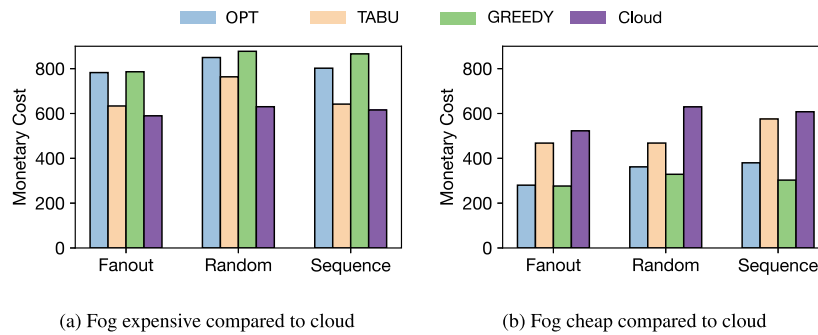 OPT TABU GREEDY Cloud
Monetary Cost
800
600
400
200
0
Fanout Random Sequence
(a) Fog expensive compared to cloud
Monetary Cost
800
600
400
200
0
Fanout Random Sequence
(b) Fog cheap compared to cloud